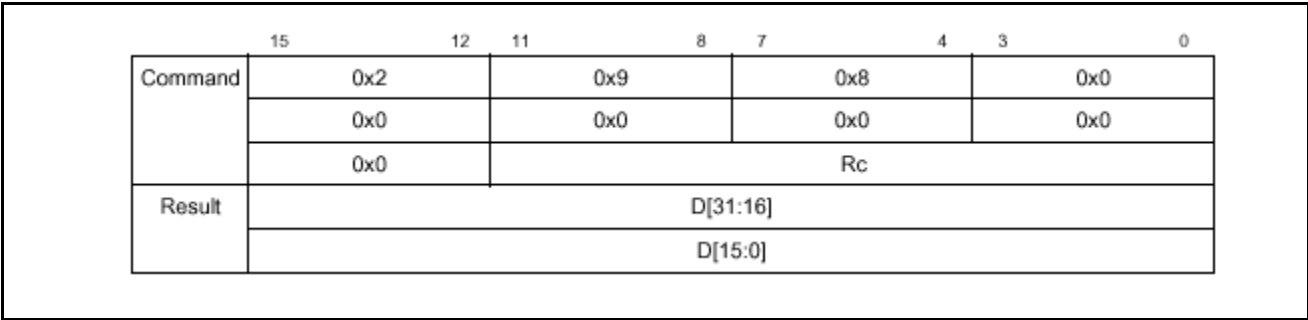 15 12 11 8 7 4 3 0
Command 0x2 0x9 0x8 0x0
0x0 0x0 0x0 0x0
0x0 Rc
Result D[31:16]
D[15:0]